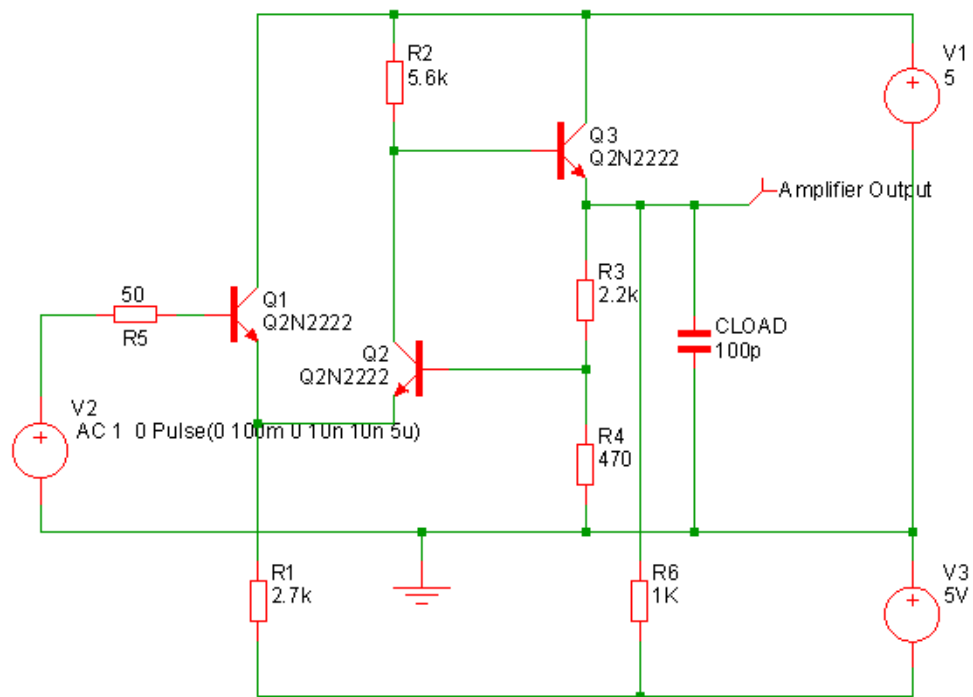 R2
5.6k
V1
5
Q3
Q2N2222
Amplifier Output
R3
2.2k
50
R5
Q1
Q2N2222
CLOAD
100p
Q2
Q2N2222
V2
AC 1 0 Pulse(0 100m 0 10n 10n 5u)
R4
470
R1
2.7k
R6
1K
V3
5V